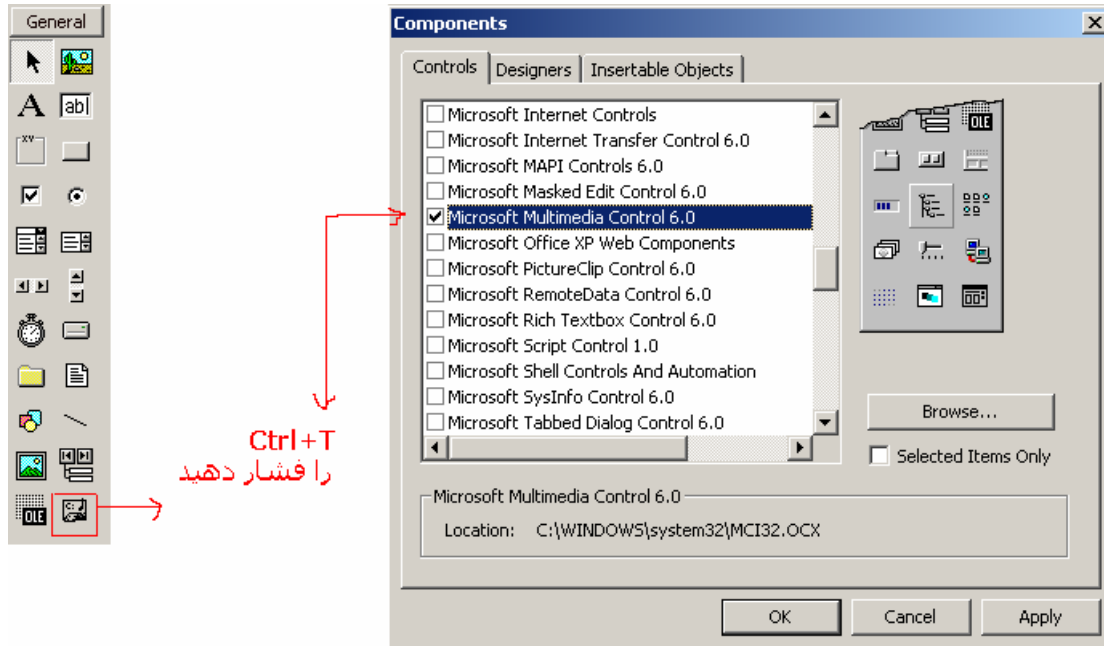 General
A
abl
xv
OLE
Ctrl+T
را فشار دهید
Components
Controls
Designers
Insertable Objects
Microsoft Internet Controls
Microsoft Internet Transfer Control 6.0
Microsoft MAPI Controls 6.0
Microsoft Masked Edit Control 6.0
Microsoft Multimedia Control 6.0
Microsoft Office XP Web Components
Microsoft PictureClip Control 6.0
Microsoft RemoteData Control 6.0
Microsoft Rich Textbox Control 6.0
Microsoft Script Control 1.0
Microsoft Shell Controls And Automation
Microsoft SysInfo Control 6.0
Microsoft Tabbed Dialog Control 6.0
OLE
Browse...
Selected Items Only
Microsoft Multimedia Control 6.0
Location: C:\WINDOWS\system32\MCI32.OCX
OK
Cancel
Apply